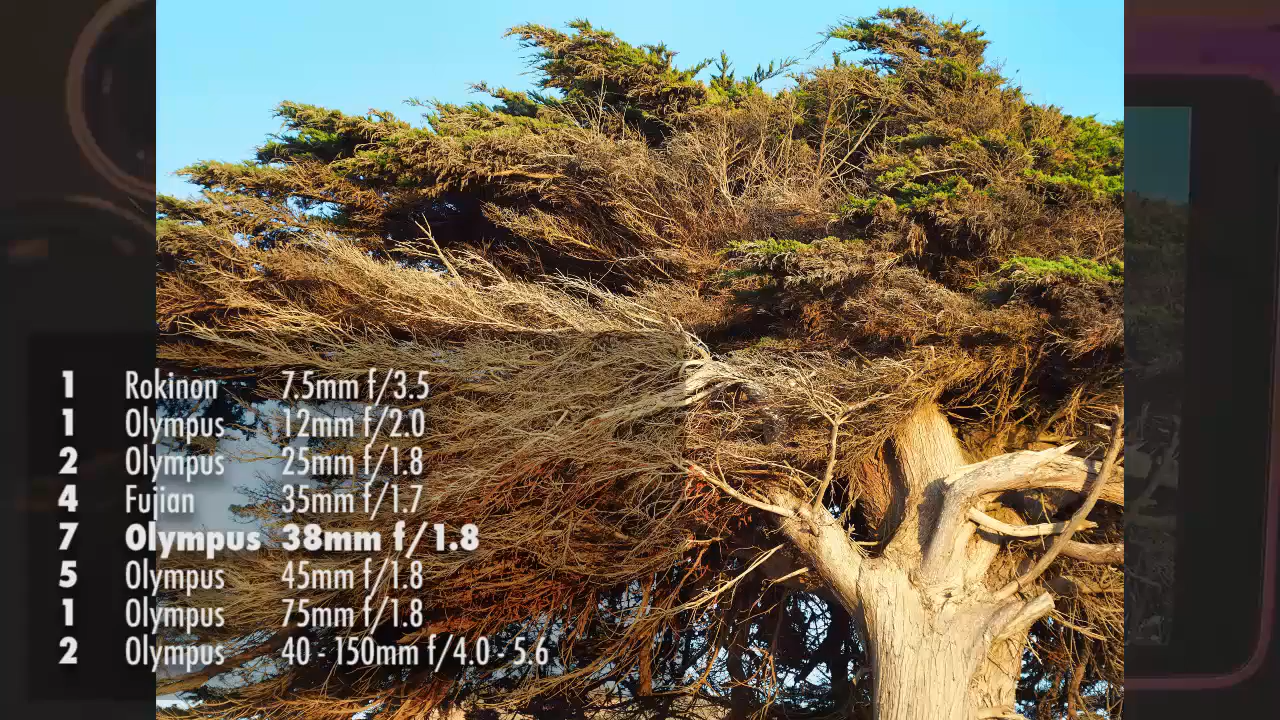 1 Rokinon 7.5mm f/3.5
1 Olympus 12mm f/2.0
2 Olympus 25mm f/1.8
4 Fujian 35mm f/1.7
7 Olympus 38mm f/1.8
5 Olympus 45mm f/1.8
1 Olympus 75mm f/1.8
2 Olympus 40 - 150mm f/4.0 - 5.6